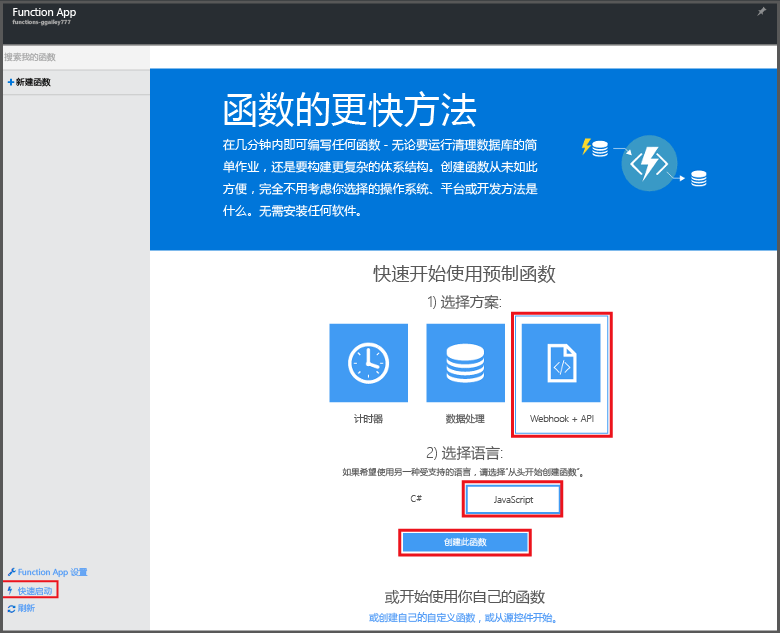 Function App
functions-ggailey777
搜索我的函数
新建函数
函数的更快方法
在几分钟内即可编写任何函数 - 无论要运行清理数据库的简
单作业，还是要构建更复杂的体系结构。创建函数从未如此
方便，完全不用考虑你选择的操作系统、平台或开发方法是
什么。无需安装任何软件。
快速开始使用预制函数
1) 选择方案:
计时器
数据处理
Webhook + API
2) 选择语言:
如果希望使用另一种受支持的语言，请选择“从头开始创建函数”。
C#
JavaScript
创建此函数
Function App 设置
快速启动
刷新
或开始使用你自己的函数
或创建自己的自定义函数，或从源控件开始。